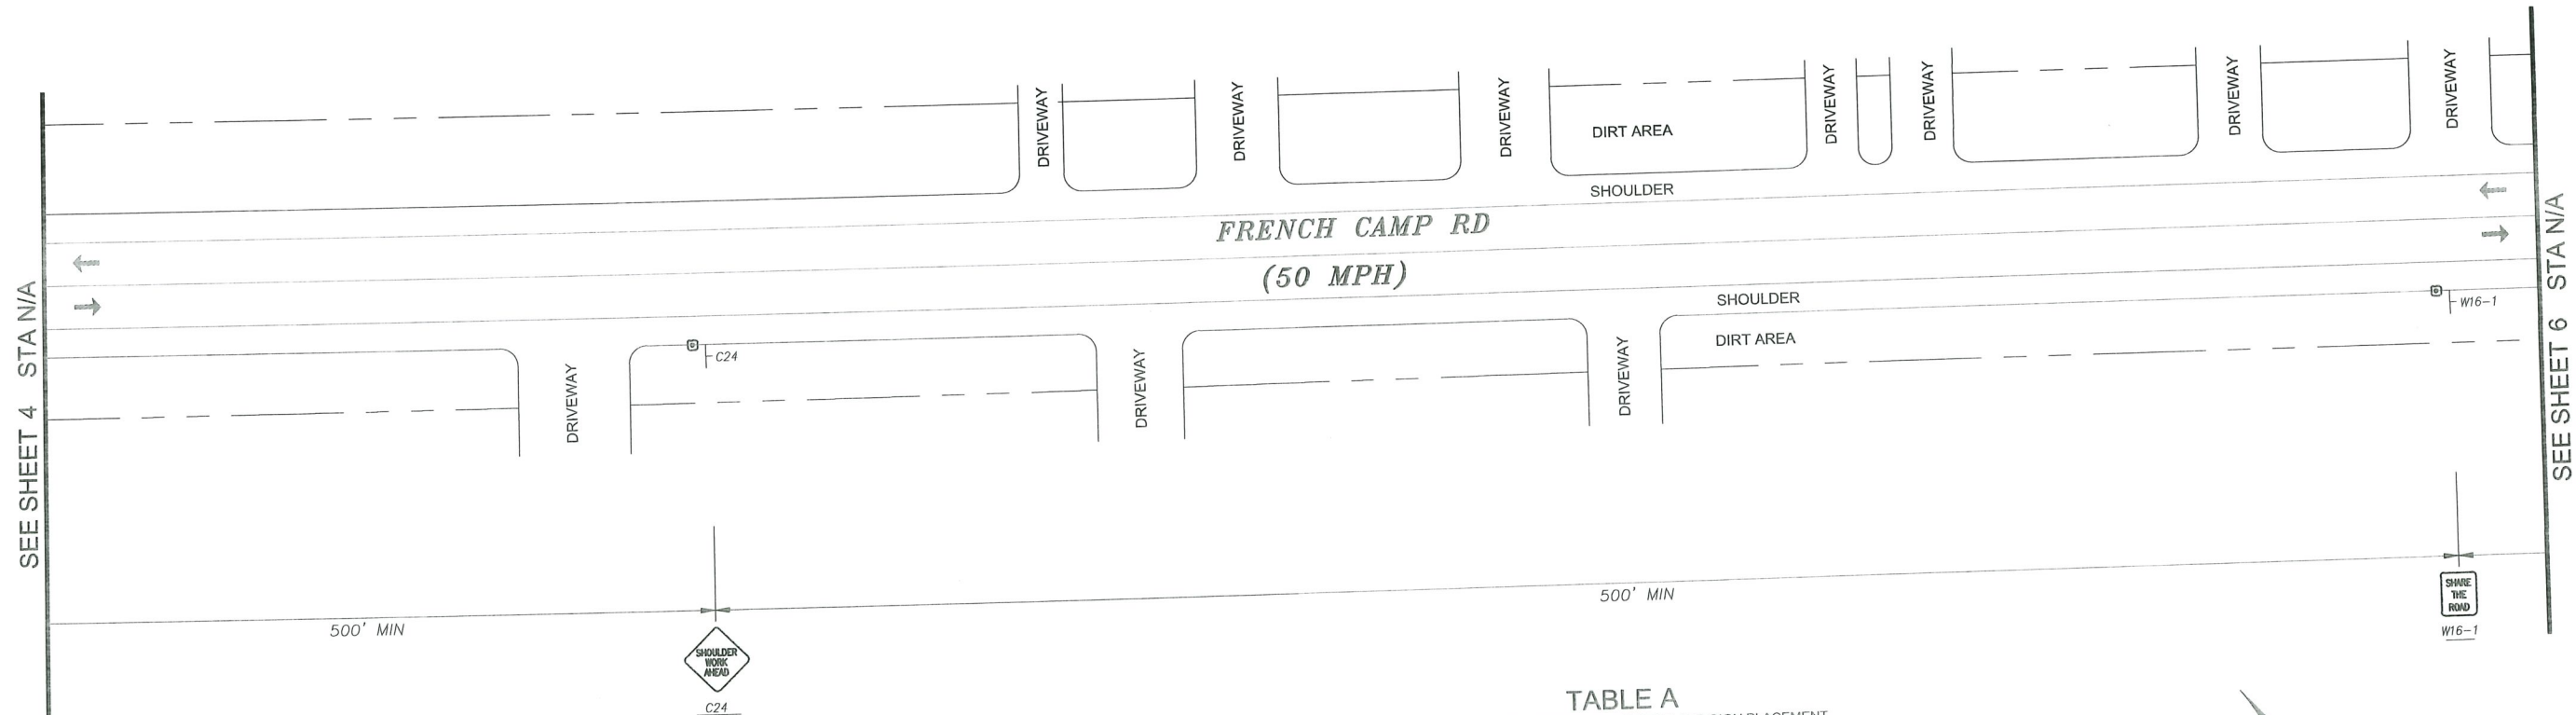 SEE SHEET 4 STA N/A
DRIVEWAY
DRIVEWAY
DRIVEWAY
DIRT AREA
DRIVEWAY
DRIVEWAY
DRIVEWAY
DRIVEWAY
SHOULDER
FRENCH CAMP RD
(50 MPH)
SHOULDER
DIRT AREA
C24
W16-1
DRIVEWAY
DRIVEWAY
DRIVEWAY
SEE SHEET 6 STA N/A
500' MIN
500' MIN
SHOULDER
WORK
AHEAD
C24
SHARE
THE
ROAD
W16-1
TABLE A